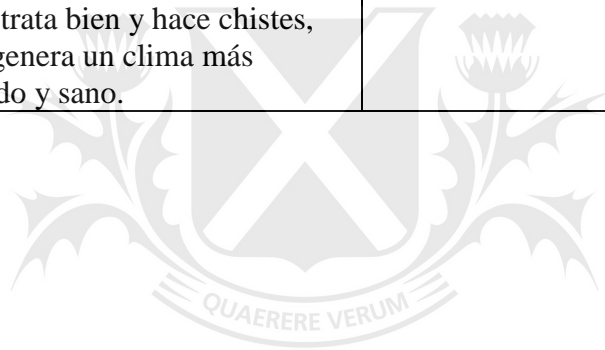 trata bien y hace chistes,
genera un clima más
do y sano.
QUAERERE VERUM